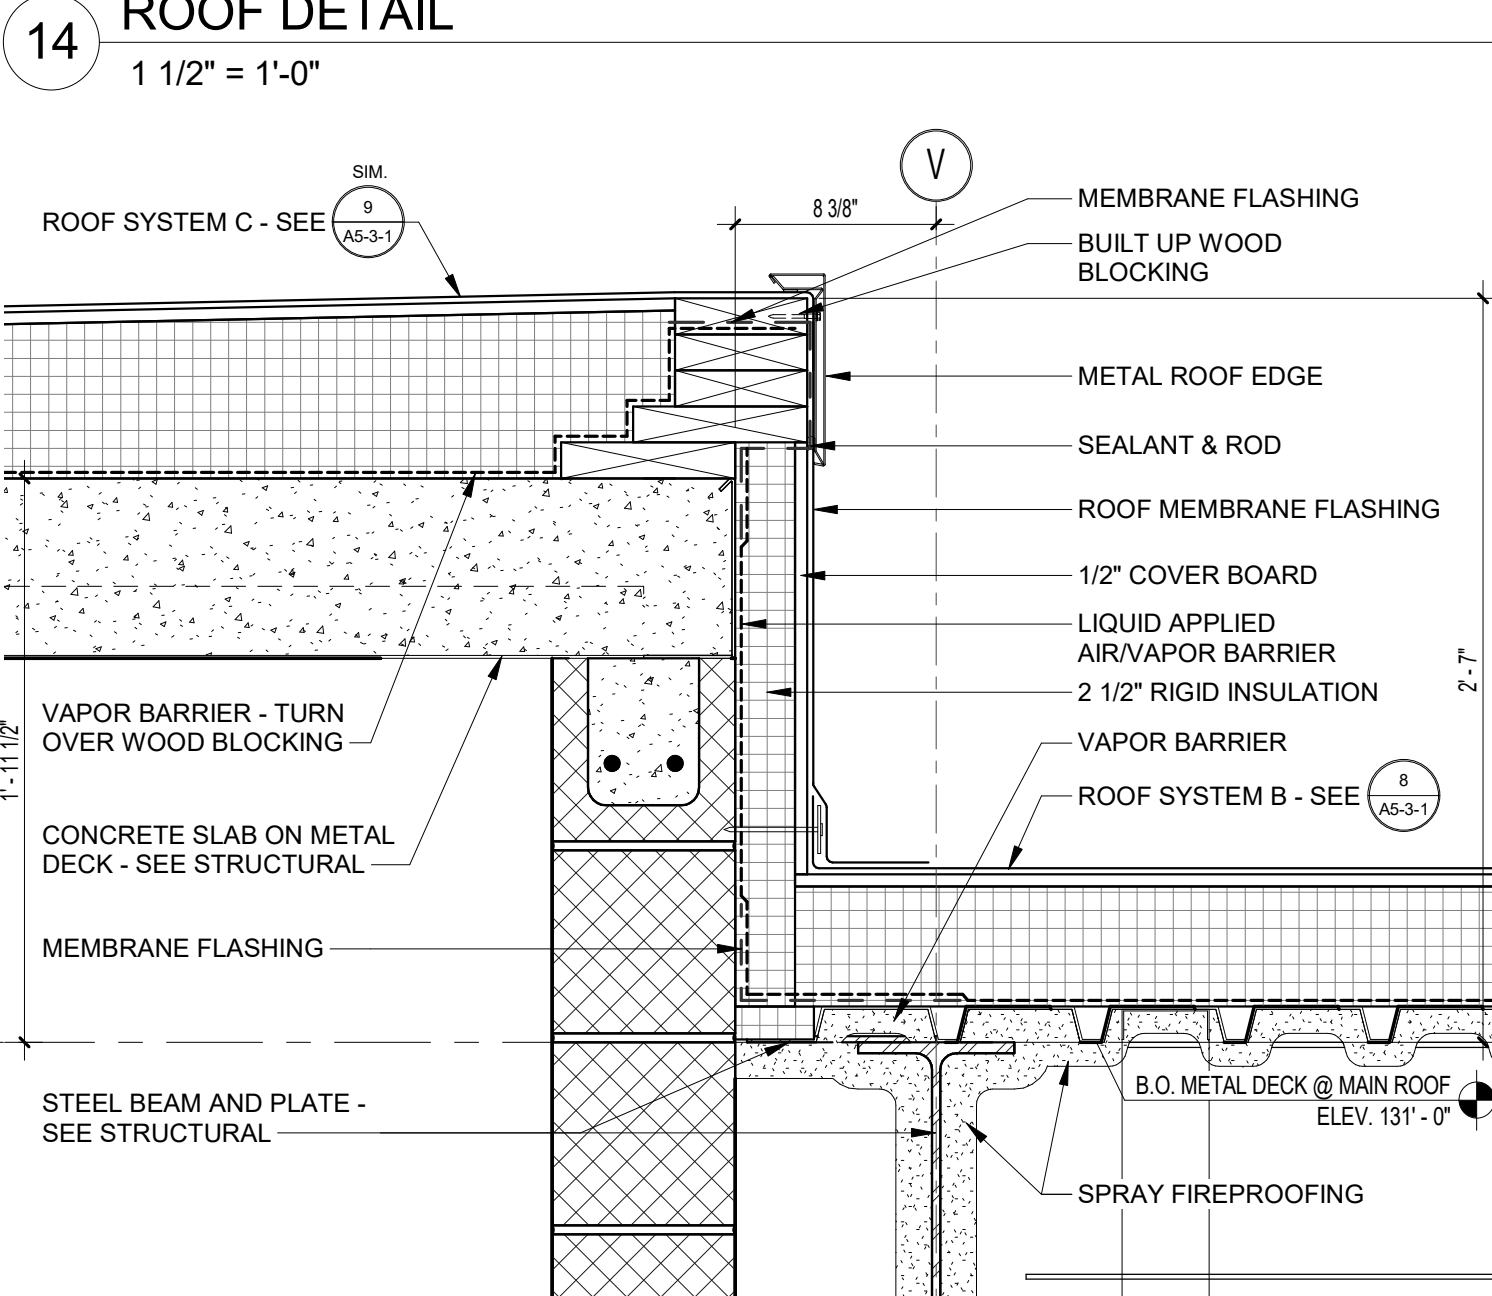 ROOF DETAIL
14
1 1/2" = 1'-0"
V
SIM.
9
A5-3-1
ROOF SYSTEM C - SEE
8 3/8"
MEMBRANE FLASHING
BUILT UP WOOD
BLOCKING
METAL ROOF EDGE
SEALANT & ROD
ROOF MEMBRANE FLASHING
1/2" COVER BOARD
LIQUID APPLIED
AIR/VAPOR BARRIER
2 1/2" RIGID INSULATION
2' - 7"
VAPOR BARRIER
ROOF SYSTEM B - SEE
8
A5-3-1
VAPOR BARRIER - TURN
OVER WOOD BLOCKING
1' - 11 1/2"
CONCRETE SLAB ON METAL
DECK - SEE STRUCTURAL
MEMBRANE FLASHING
STEEL BEAM AND PLATE -
SEE STRUCTURAL
B.O. METAL DECK @ MAIN ROOF
ELEV. 131' - 0"
SPRAY FIREPROOFING